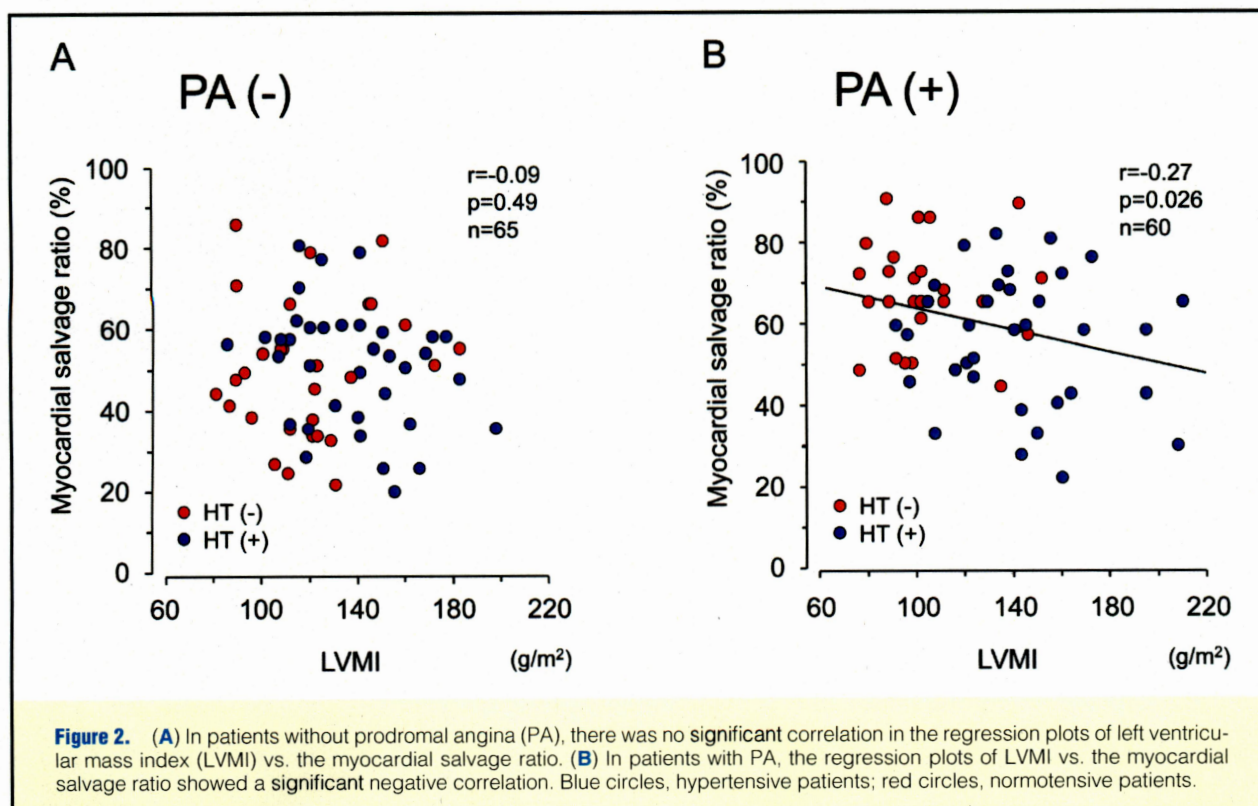 A
PA (-)
Myocardial salvage ratio (%)
100
80
60
40
20
0
r=-0.09
p=0.49
n=65
HT (-)
HT (+)
60 100 140 180 220
LVMI (g/m²)
B
PA (+)
Myocardial salvage ratio (%)
100
80
60
40
20
0
r=-0.27
p=0.026
n=60
HT (-)
HT (+)
60 100 140 180 220
LVMI (g/m²)
Figure 2. (A) In patients without prodromal angina (PA), there was no significant correlation in the regression plots of left ventricu-
lar mass index (LVMI) vs. the myocardial salvage ratio. (B) In patients with PA, the regression plots of LVMI vs. the myocardial
salvage ratio showed a significant negative correlation. Blue circles, hypertensive patients; red circles, normotensive patients.